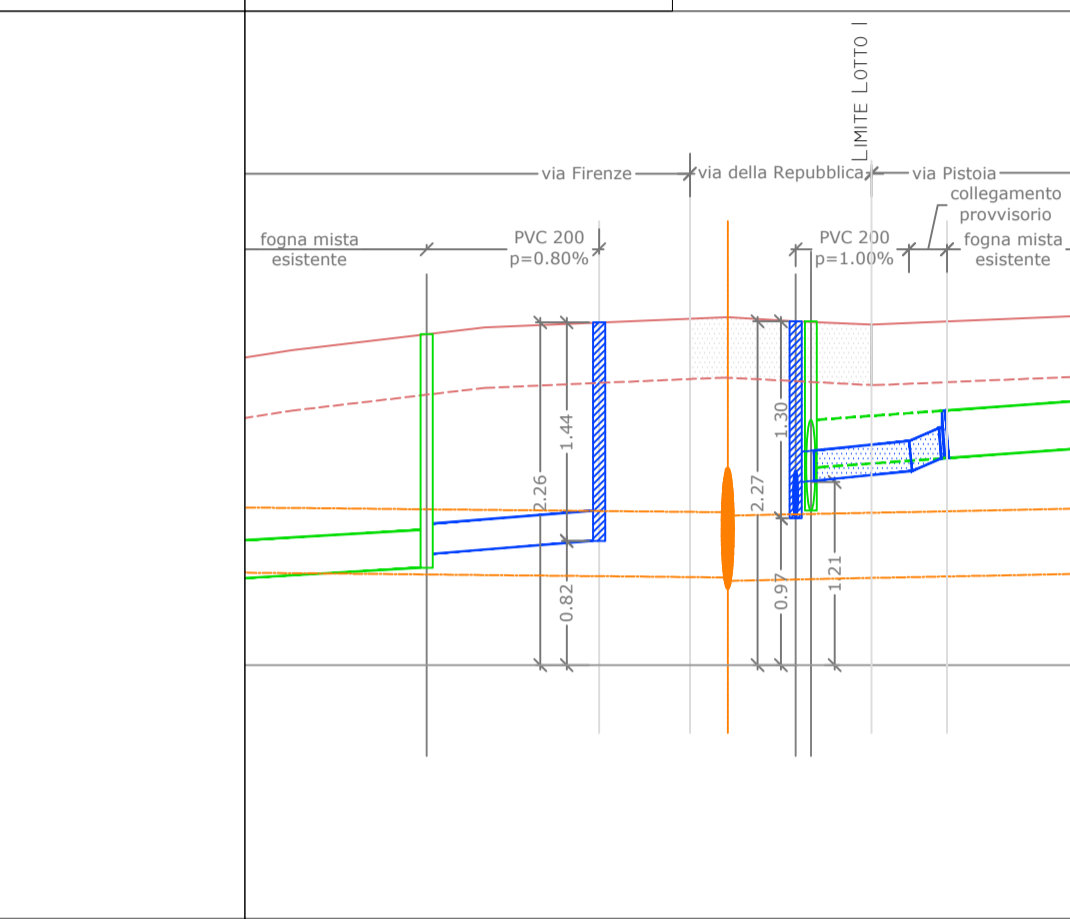 LIMITE LOTTO I
via Firenze
via della Repubblica
via Pistoia
collegamento
provvisorio
fogna mista
esistente
PVC 200
p=0.80%
PVC 200
p=1.00%
fogna mista
esistente
2.26
1.44
0.82
2.27
1.30
0.97
1.21